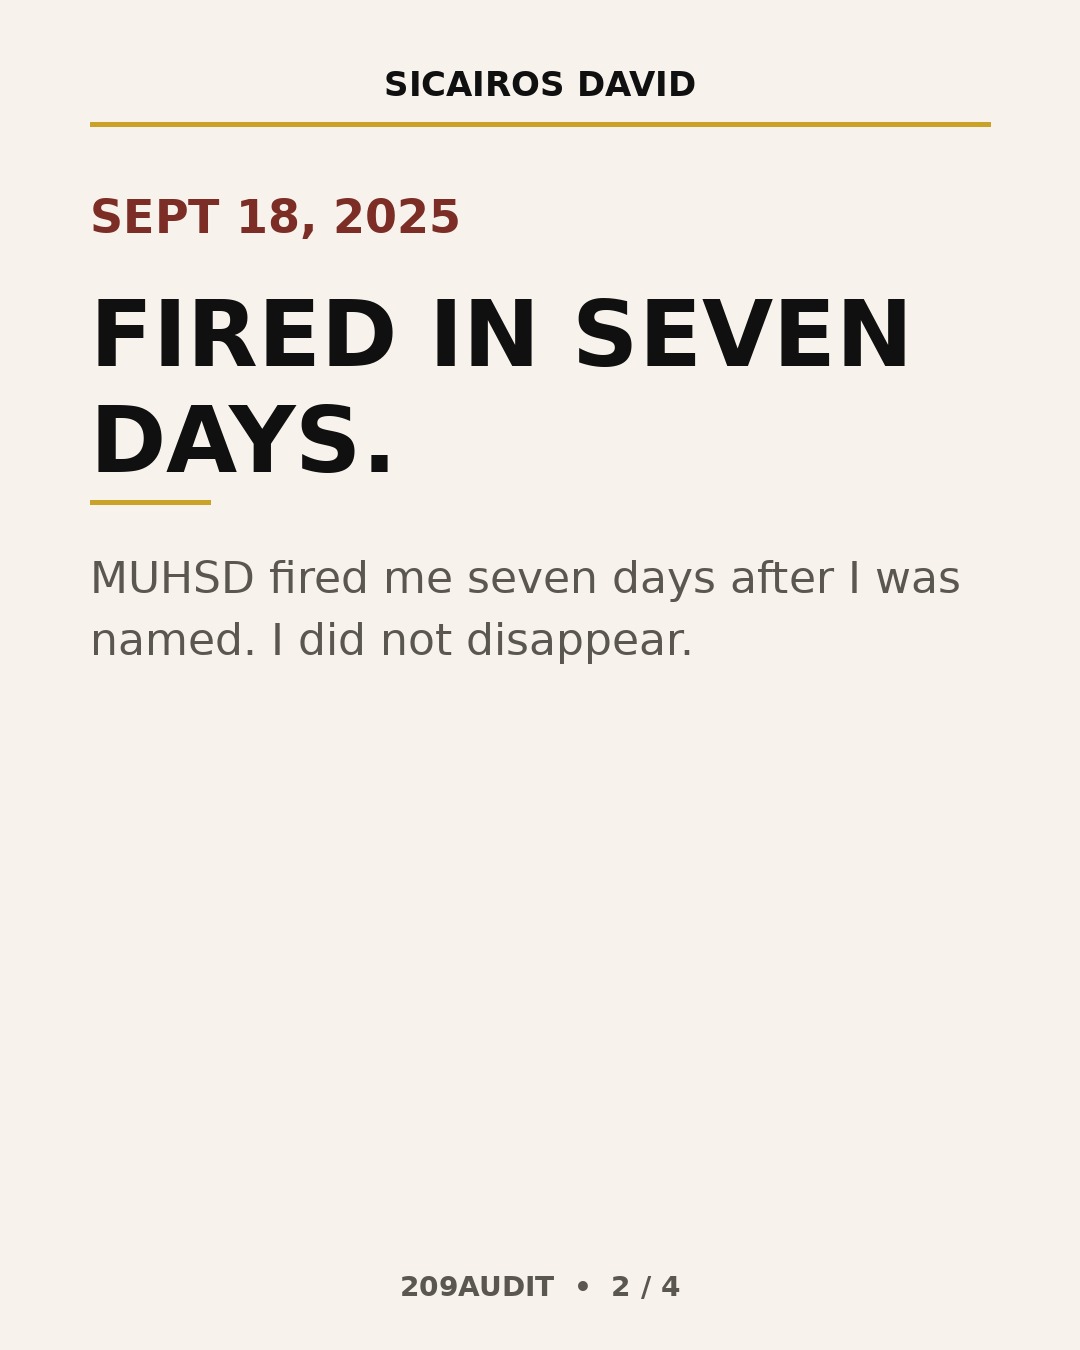 SICAIROS DAVID
SEPT 18, 2025
FIRED IN SEVEN
DAYS.
MUHSD fired me seven days after I was
named. I did not disappear.
209AUDIT • 2 / 4